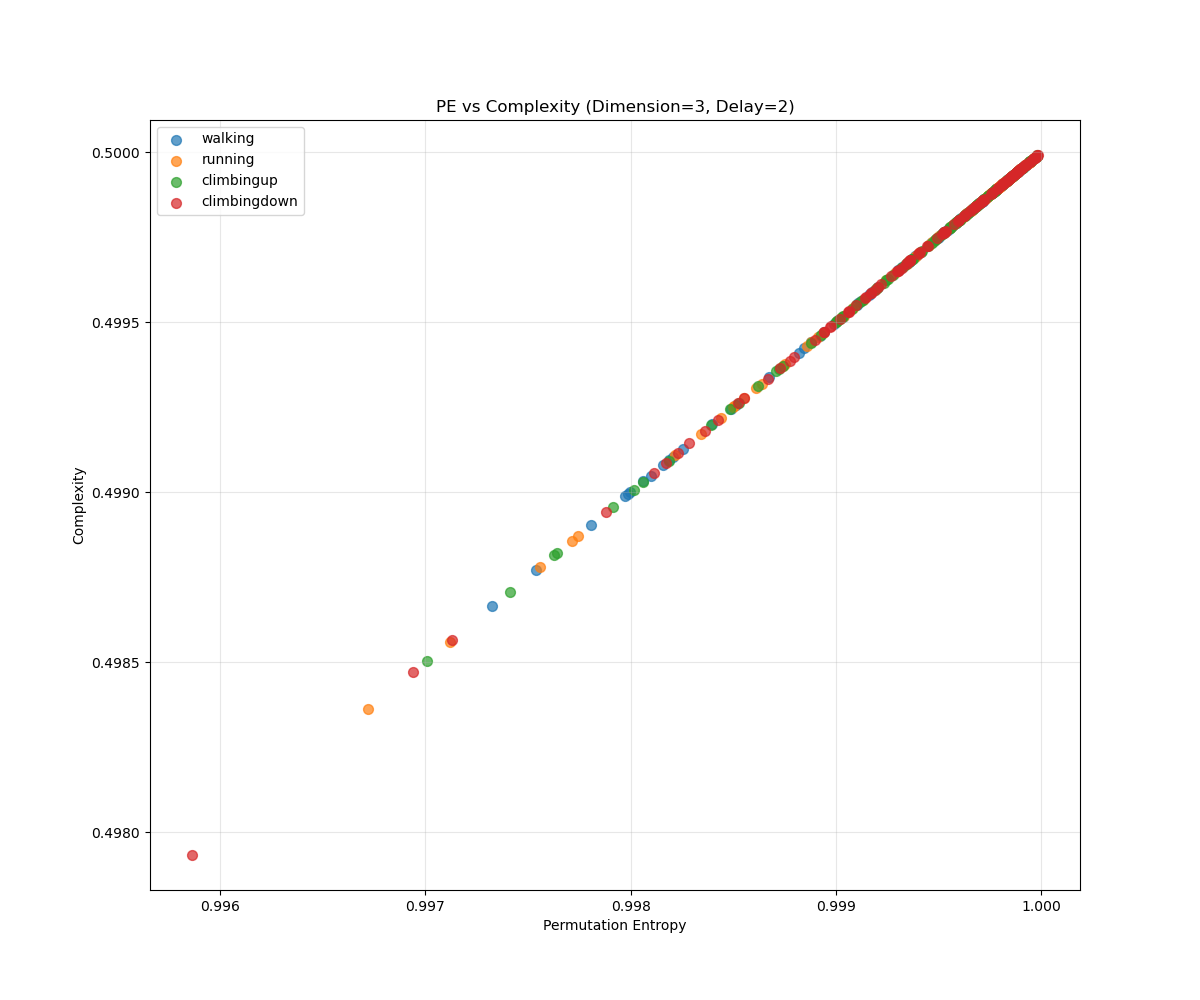 PE vs Complexity (Dimension=3, Delay=2)
walking
running
climbingup
climbingdown
0.5000
0.4995
0.4990
0.4985
0.4980
Complexity
0.996
0.997
0.998
0.999
1.000
Permutation Entropy